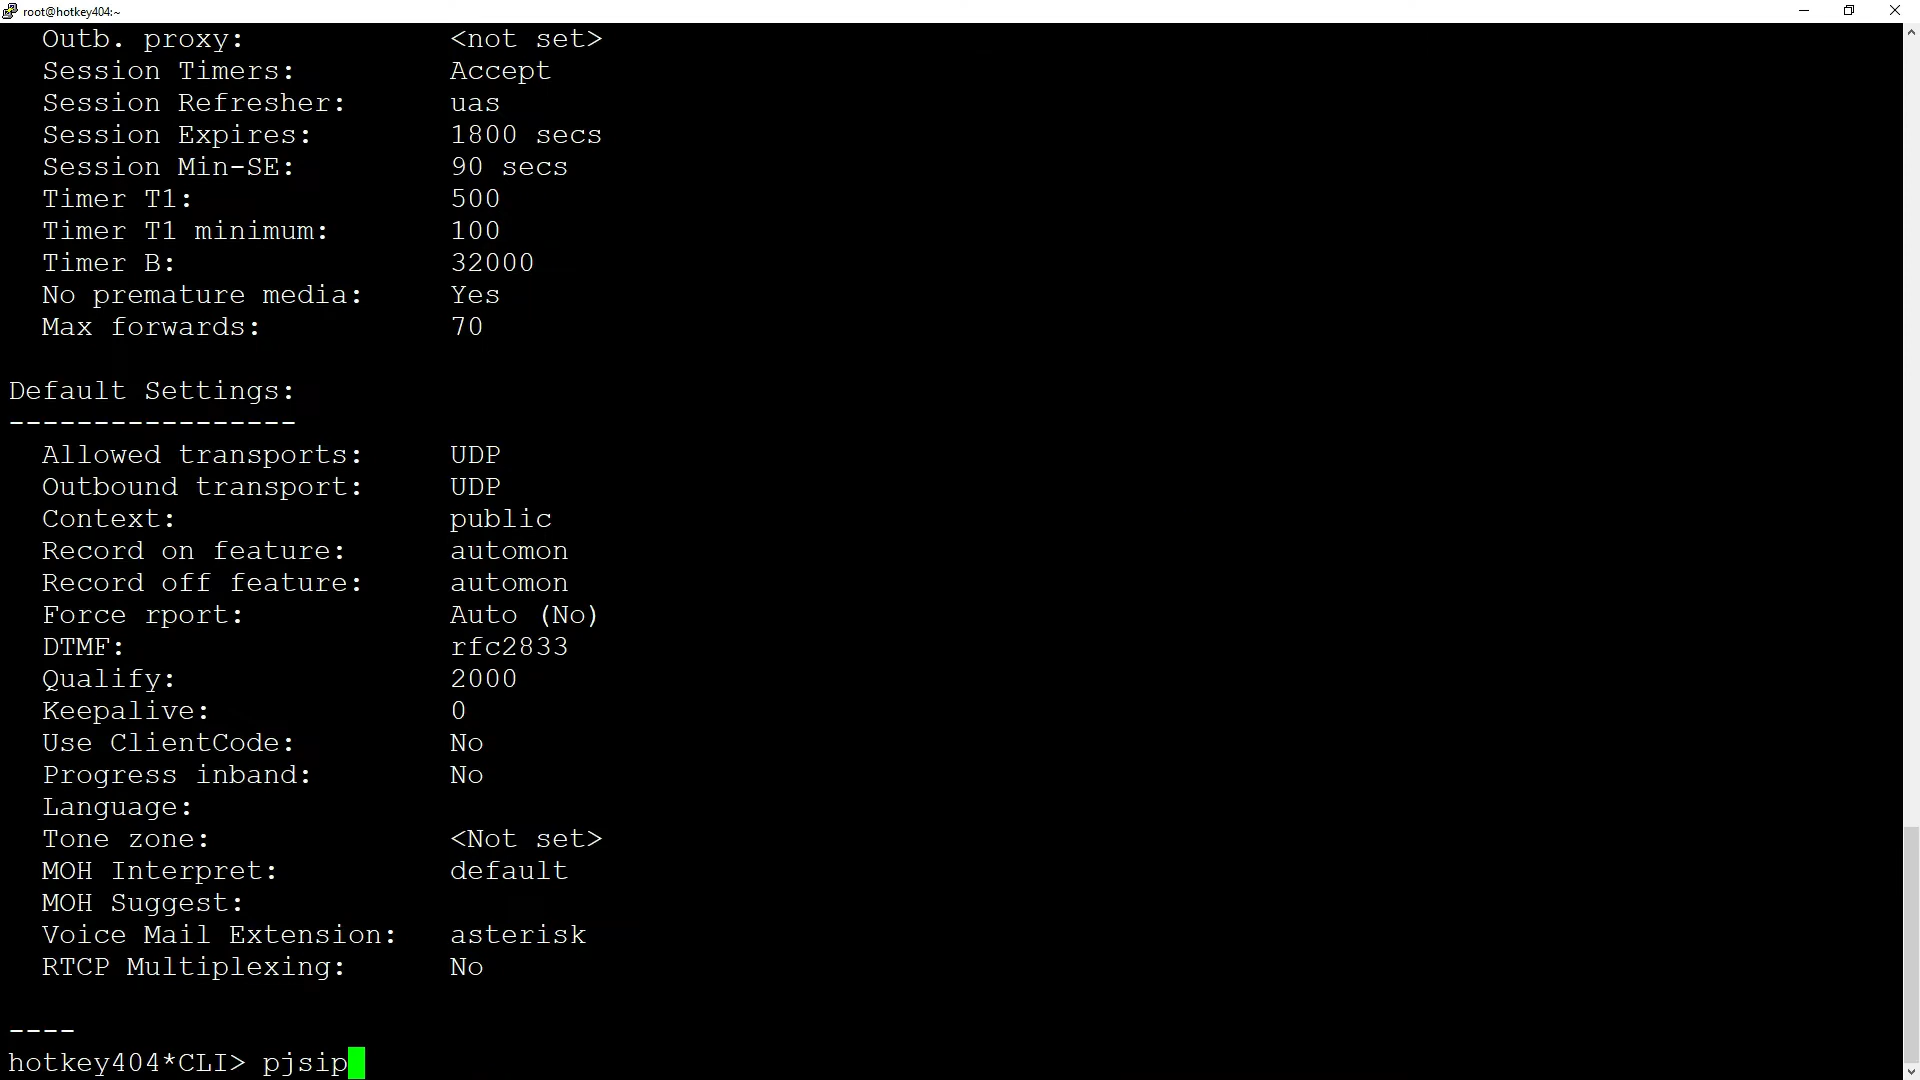 root@hotkey404:~
Outb. proxy: <not set>
Session Timers: Accept
Session Refresher: uas
Session Expires: 1800 secs
Session Min-SE: 90 secs
Timer T1: 500
Timer T1 minimum: 100
Timer B: 32000
No premature media: Yes
Max forwards: 70
Default Settings:
-----------------
Allowed transports: UDP
Outbound transport: UDP
Context: public
Record on feature: automon
Record off feature: automon
Force rport: Auto (No)
DTMF: rfc2833
Qualify: 2000
Keepalive: 0
Use ClientCode: No
Progress inband: No
Language:
Tone zone: <Not set>
MOH Interpret: default
MOH Suggest:
Voice Mail Extension: asterisk
RTCP Multiplexing: No
----
hotkey404*CLI> pjsip